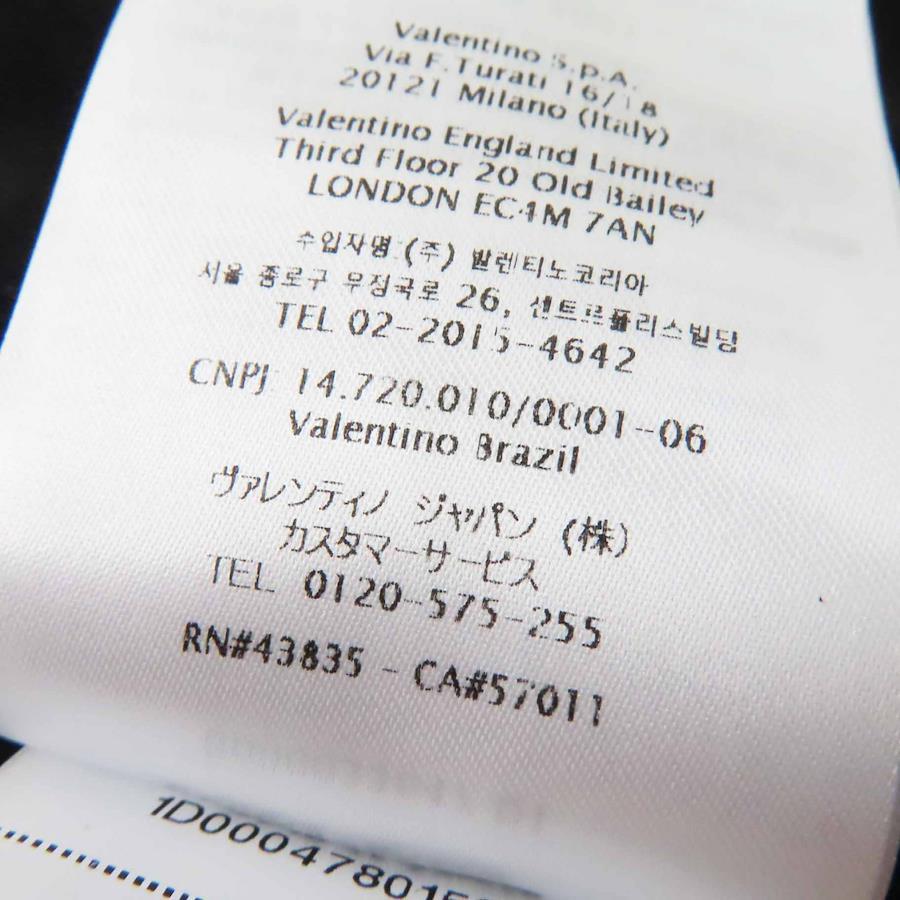 Valentino S.p.A.
Via F.Turati 16/18
20121 Milano (Italy)
Valentino England Limited
Third Floor 20 Old Bailey
LONDON EC4M 7AN
수입자명:(주) 발렌티노코리아
서울 종로구 우정국로 26, 센트로폴리스빌딩
TEL 02-2015-4642
CNPJ 14.720.010/0001-06
Valentino Brazil
ヴァレンティノ ジャパン (株)
カスタマーサービス
TEL 0120-575-255
RN#43835 - CA#57011